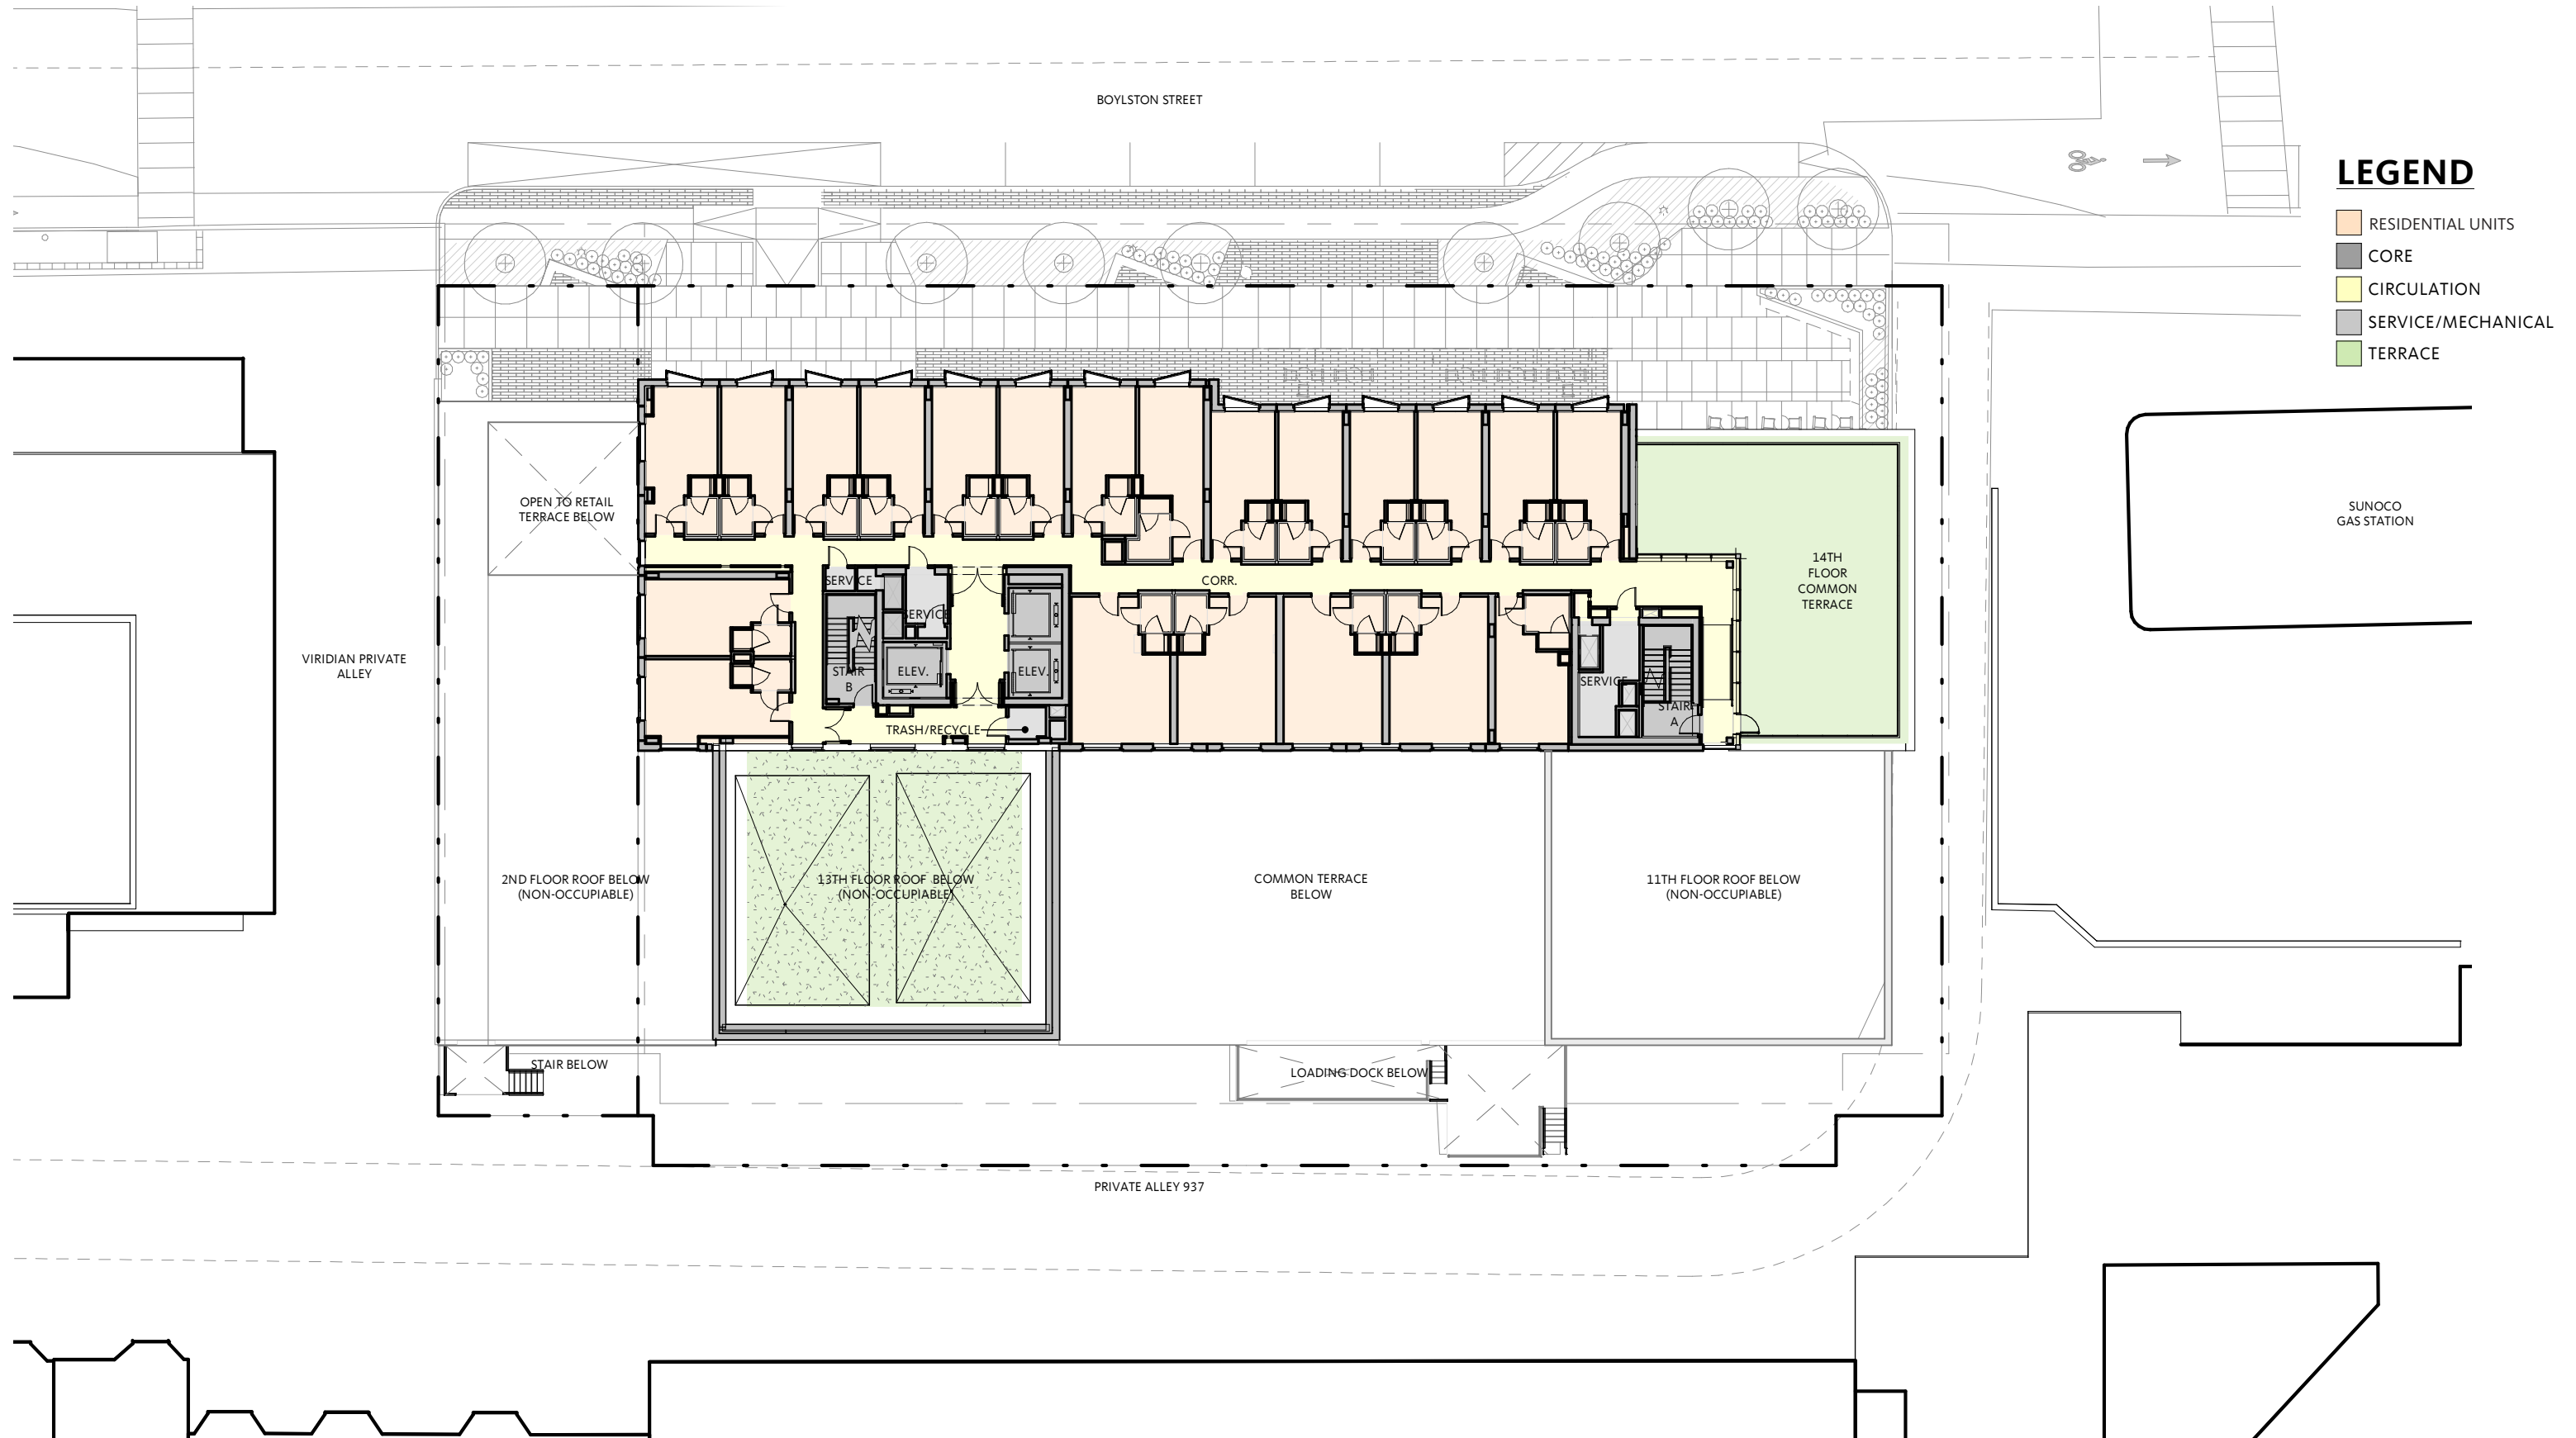 BOYLSTON STREET
LEGEND
RESIDENTIAL UNITS
CORE
CIRCULATION
SERVICE/MECHANICAL
TERRACE
OPEN TO RETAIL
TERRACE BELOW
SUNOCO
GAS STATION
14TH
FLOOR
COMMON
TERRACE
SERVICE
CORR.
SERVICE
VIRIDIAN PRIVATE
ALLEY
STAIR
B
ELEV.
ELEV.
SERVICE
STAIR
A
TRASH/RECYCLE
2ND FLOOR ROOF BELOW
(NON-OCCUPIABLE)
13TH FLOOR ROOF BELOW
(NON-OCCUPIABLE)
COMMON TERRACE
BELOW
11TH FLOOR ROOF BELOW
(NON-OCCUPIABLE)
STAIR BELOW
LOADING DOCK BELOW
PRIVATE ALLEY 937